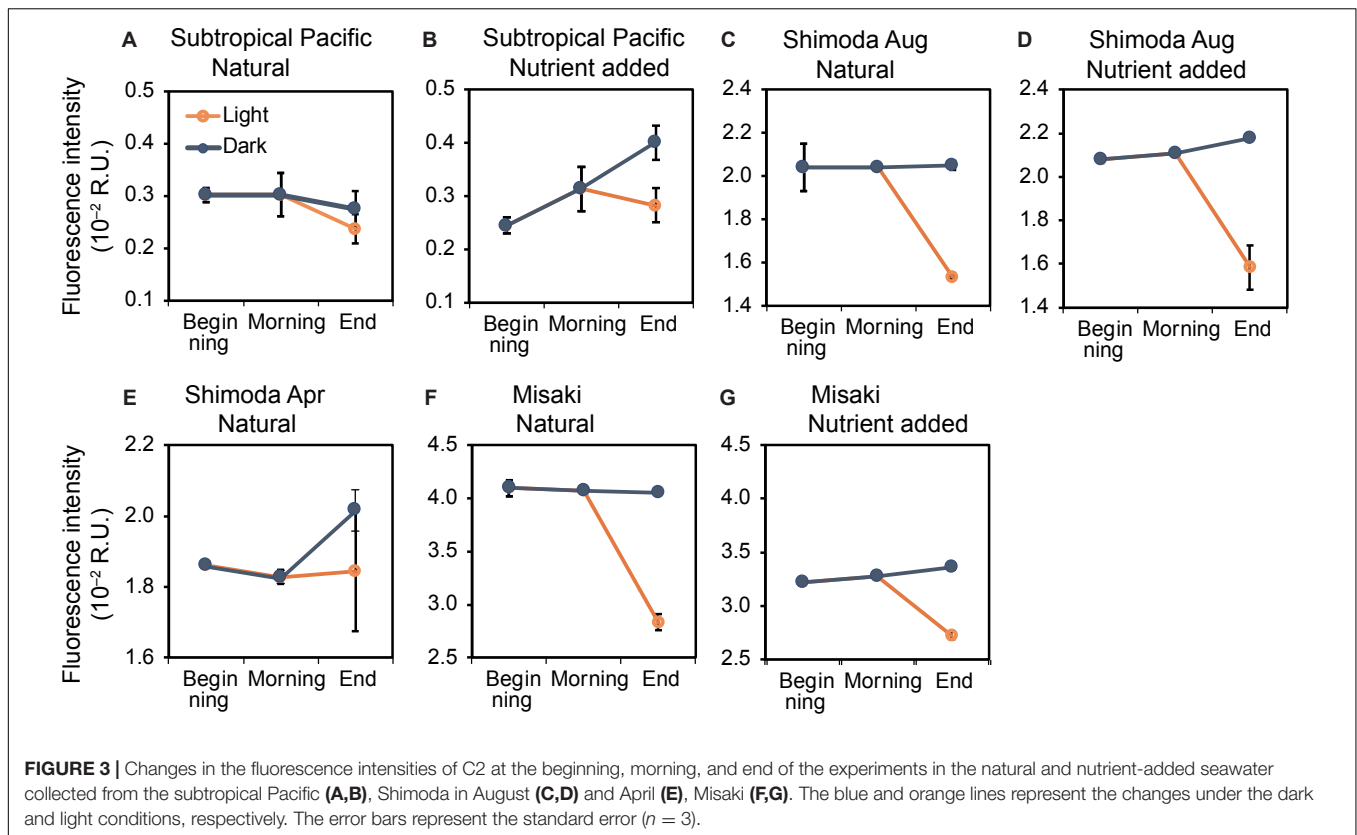 A Subtropical Pacific
Natural
B Subtropical Pacific
Nutrient added
C Shimoda Aug
Natural
D Shimoda Aug
Nutrient added
Fluorescence intensity
(10⁻² R.U.)
0.5
0.4
0.3
0.2
0.1
Light
Dark
Begin
ning
Morning
End
0.5
0.4
0.3
0.2
0.1
Begin
ning
Morning
End
2.4
2.2
2.0
1.8
1.6
1.4
Begin
ning
Morning
End
2.4
2.2
2.0
1.8
1.6
1.4
Begin
ning
Morning
End
E Shimoda Apr
Natural
F Misaki
Natural
G Misaki
Nutrient added
Fluorescence intensity
(10⁻² R.U.)
2.2
2.0
1.8
1.6
Begin
ning
Morning
End
4.5
4.0
3.5
3.0
2.5
Begin
ning
Morning
End
4.5
4.0
3.5
3.0
2.5
Begin
ning
Morning
End
FIGURE 3 | Changes in the fluorescence intensities of C2 at the beginning, morning, and end of the experiments in the natural and nutrient-added seawater
collected from the subtropical Pacific (A,B), Shimoda in August (C,D) and April (E), Misaki (F,G). The blue and orange lines represent the changes under the dark
and light conditions, respectively. The error bars represent the standard error (n = 3).